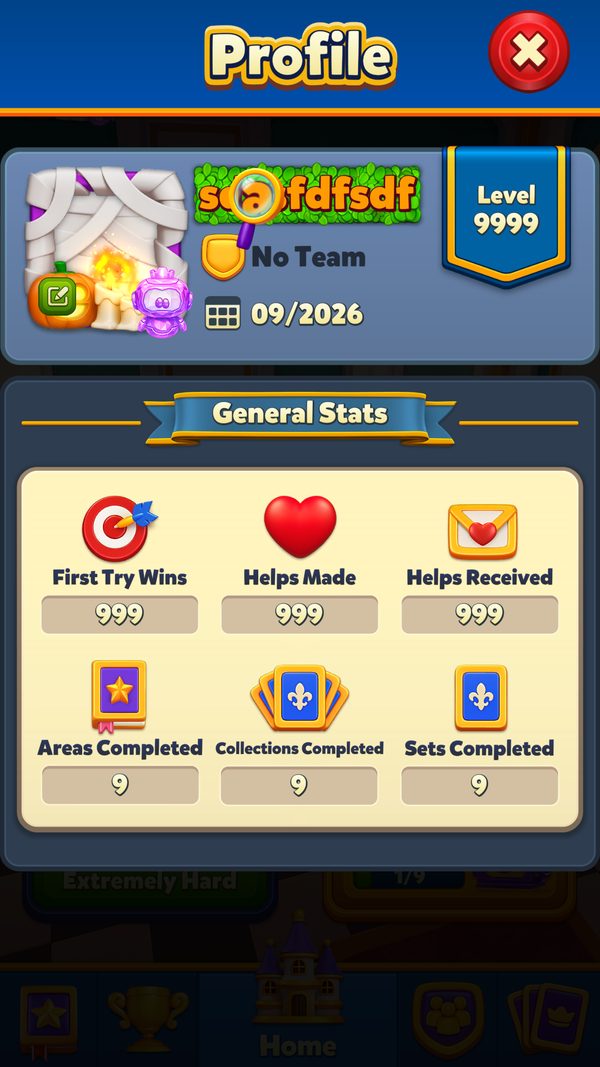 Profile
Level
9999
No Team
09/2026
General Stats
First Try Wins
Helps Made
Helps Received
999
999
999
Areas Completed
Collections Completed
Sets Completed
9
9
9
Extremely Hard
1/9
Home